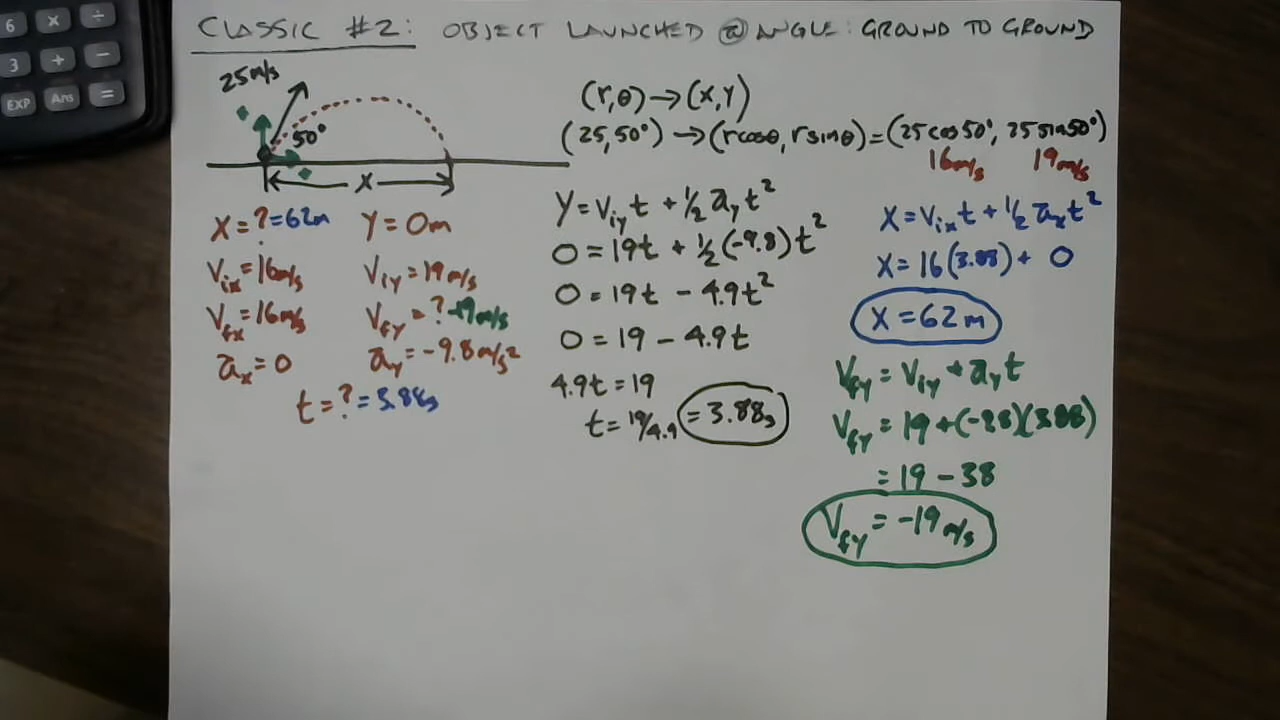 6 × ÷
3 + −
EXP Ans =
CLASSIC #2: OBJECT LAUNCHED @ ANGLE: GROUND TO GROUND
25m/s
50°
X
(r,θ)→(X,Y)
(25,50°)→(rcosθ, rsinθ)=(25cos50°, 25sin50°)
16m/s 19m/s
X=?=62m Y=0m
Vix=16m/s Viy=19m/s
Vfx=16m/s Vfy=?-19m/s
ax=0 ay=-9.8m/s²
t=?=3.88s
Y=Viyt+½ayt²
0=19t+½(-9.8)t²
0=19t-4.9t²
0=19-4.9t
4.9t=19
t=19/4.9=3.88s
X=Vixt+½axt²
X=16(3.88)+0
X=62m
Vfy=Viy+ayt
Vfy=19+(-9.8)(3.88)
=19-38
Vfy=-19m/s